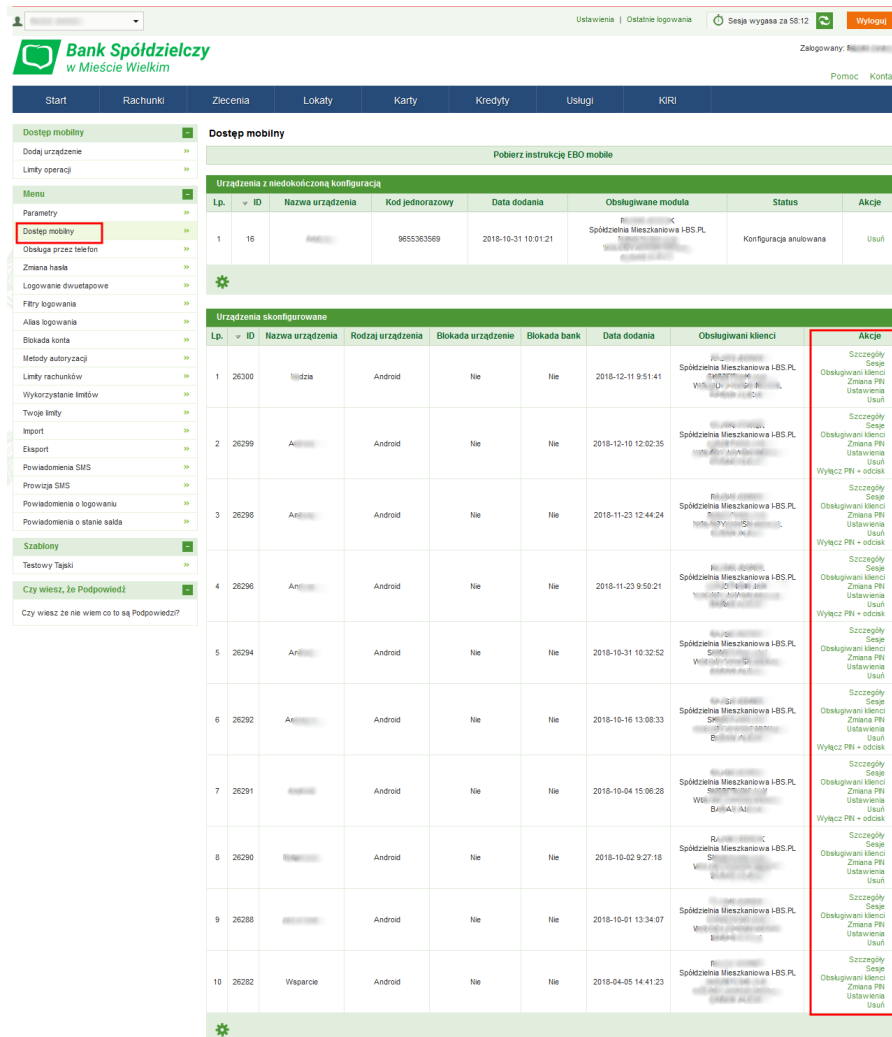 Ustawienia | Ostatnie logowania Sesja wygasa za 58:12 Wyloguj
Bank Spółdzielczy
w Mieście Wielkim
Zalogowany:
Pomoc Konta
Start Rachunki Zlecenia Lokaty Karty Kredyty Usługi KIRI
Dostęp mobilny
Dodaj urządzenie
Limity operacji
Menu
Parametry
Dostęp mobilny
Obsługa przez telefon
Zmiana hasła
Logowanie dwuetapowe
Filtry logowania
Alias logowania
Blokada konta
Metody autoryzacji
Limity rachunków
Wykorzystanie limitów
Twoje limity
Import
Eksport
Powiadomienia SMS
Prowizja SMS
Powiadomienia o logowaniu
Powiadomienia o stanie salda
Szablony
Testowy Tajski
Czy wiesz, że Podpowiedź
Czy wiesz że nie wiem co to są Podpowiedzi?
Dostęp mobilny
Pobierz instrukcję EBO mobile
Urządzenia z niedokończoną konfiguracją
Lp. ID Nazwa urządzenia Kod jednorazowy Data dodania Obsługiwane moduła Status Akcje
1 16 9655363569 2018-10-31 10:01:21 Spółdzielnia Mieszkaniowa I-BS.PL Konfiguracja anulowana Usuń
Urządzenia skonfigurowane
Lp. ID Nazwa urządzenia Rodzaj urządzenia Blokada urządzenie Blokada bank Data dodania Obsługiwani klienci Akcje
1 26300 Android Nie Nie 2018-12-11 9:51:41 Spółdzielnia Mieszkaniowa I-BS.PL
Szczegóły
Sesje
Obsługiwani klienci
Zmiana PIN
Ustawienia
Usuń
2 26299 Android Nie Nie 2018-12-10 12:02:35 Spółdzielnia Mieszkaniowa I-BS.PL
Szczegóły
Sesje
Obsługiwani klienci
Zmiana PIN
Ustawienia
Usuń
Wyłącz PIN + odcisk
3 26298 Android Nie Nie 2018-11-23 12:44:24 Spółdzielnia Mieszkaniowa I-BS.PL
Szczegóły
Sesje
Obsługiwani klienci
Zmiana PIN
Ustawienia
Usuń
Wyłącz PIN + odcisk
4 26296 Android Nie Nie 2018-11-23 9:50:21 Spółdzielnia Mieszkaniowa I-BS.PL
Szczegóły
Sesje
Obsługiwani klienci
Zmiana PIN
Ustawienia
Usuń
Wyłącz PIN + odcisk
5 26294 Android Nie Nie 2018-10-31 10:32:52 Spółdzielnia Mieszkaniowa I-BS.PL
Szczegóły
Sesje
Obsługiwani klienci
Zmiana PIN
Ustawienia
Usuń
6 26292 Android Nie Nie 2018-10-16 13:08:33 Spółdzielnia Mieszkaniowa I-BS.PL
Szczegóły
Sesje
Obsługiwani klienci
Zmiana PIN
Ustawienia
Usuń
7 26291 Android Nie Nie 2018-10-04 15:06:28 Spółdzielnia Mieszkaniowa I-BS.PL
Szczegóły
Sesje
Obsługiwani klienci
Zmiana PIN
Ustawienia
Usuń
Wyłącz PIN + odcisk
8 26290 Android Nie Nie 2018-10-02 9:27:18 Spółdzielnia Mieszkaniowa I-BS.PL
Szczegóły
Sesje
Obsługiwani klienci
Zmiana PIN
Ustawienia
Usuń
9 26288 Android Nie Nie 2018-10-01 13:34:07 Spółdzielnia Mieszkaniowa I-BS.PL
Szczegóły
Sesje
Obsługiwani klienci
Zmiana PIN
Ustawienia
Usuń
10 26282 Wsparcie Android Nie Nie 2018-04-05 14:41:23 Spółdzielnia Mieszkaniowa I-BS.PL
Szczegóły
Sesje
Obsługiwani klienci
Zmiana PIN
Ustawienia
Usuń